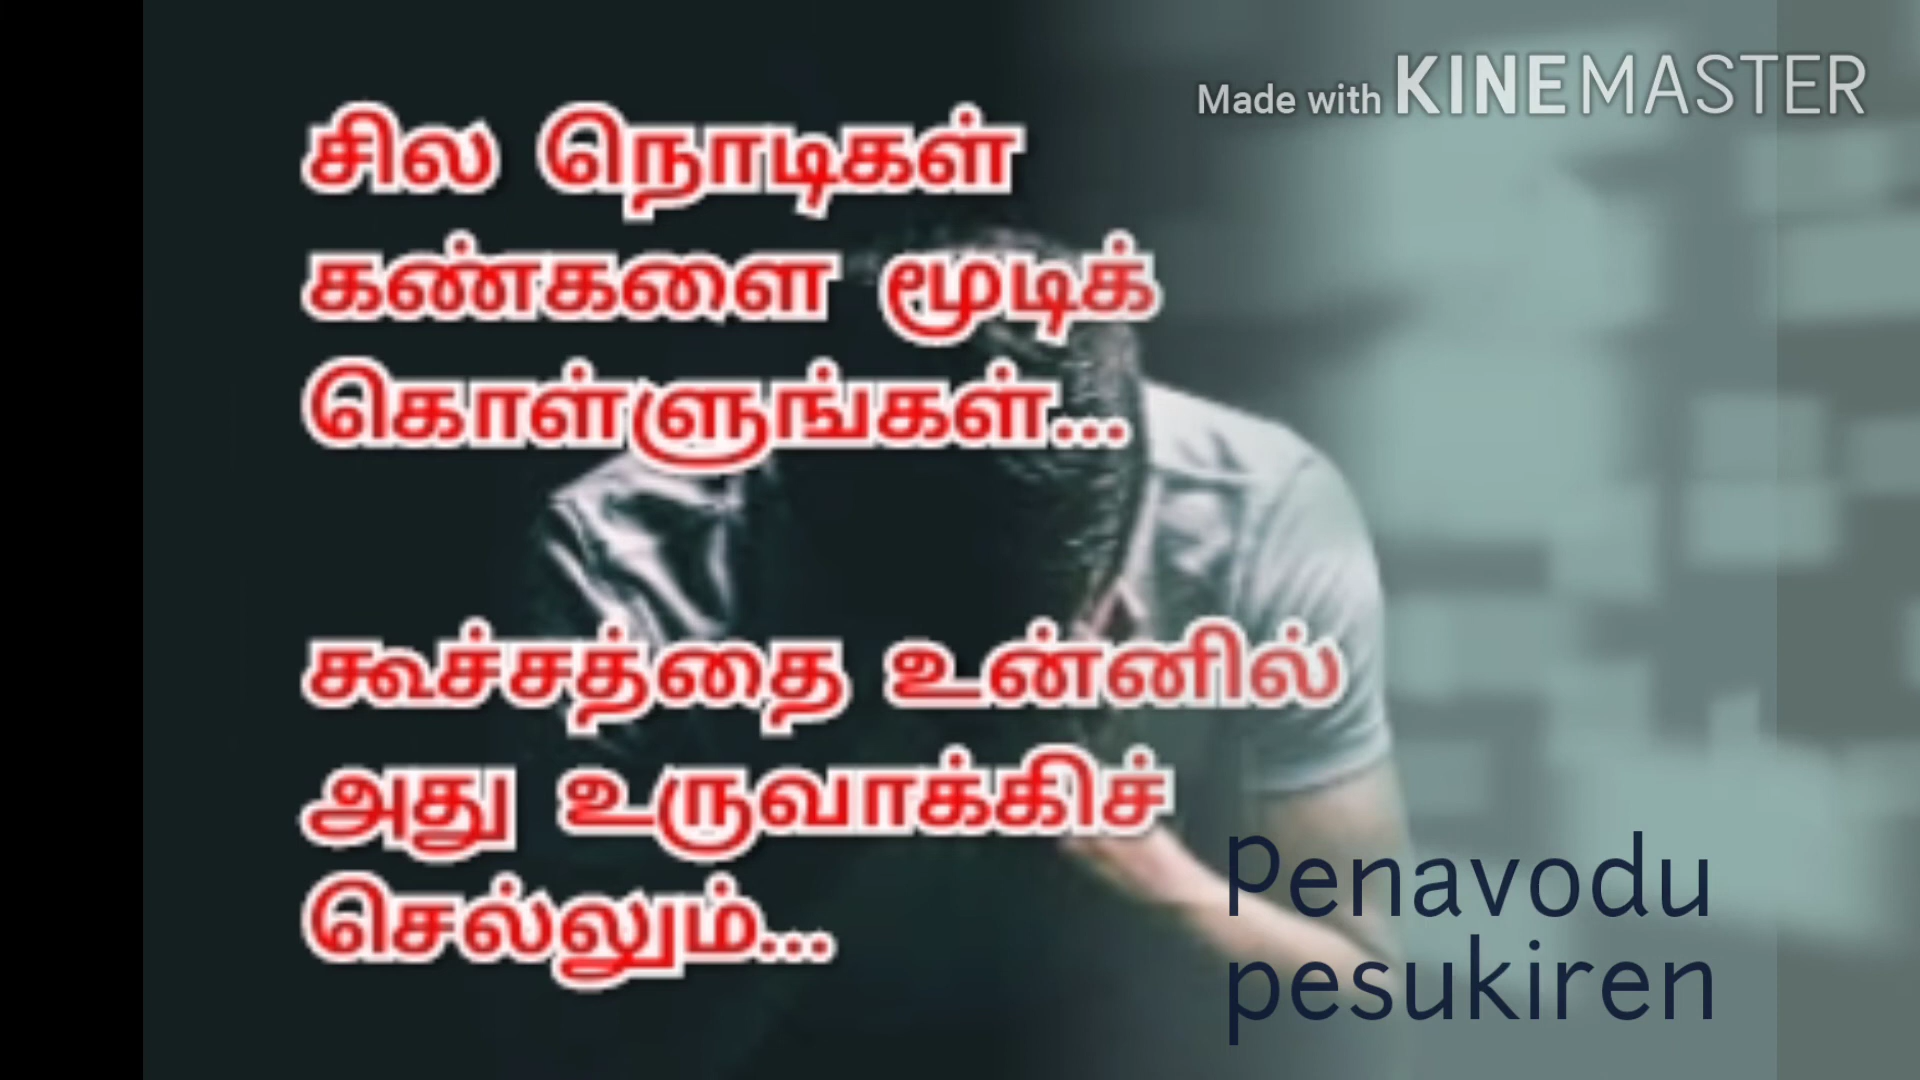 Made with KINEMASTER
சில நொடிகள்
கண்களை மூடிக்
கொள்ளுங்கள்...
கூச்சத்தை உன்னில்
அது உருவாக்கிச்
செல்லும்...
Penavodu
pesukiren